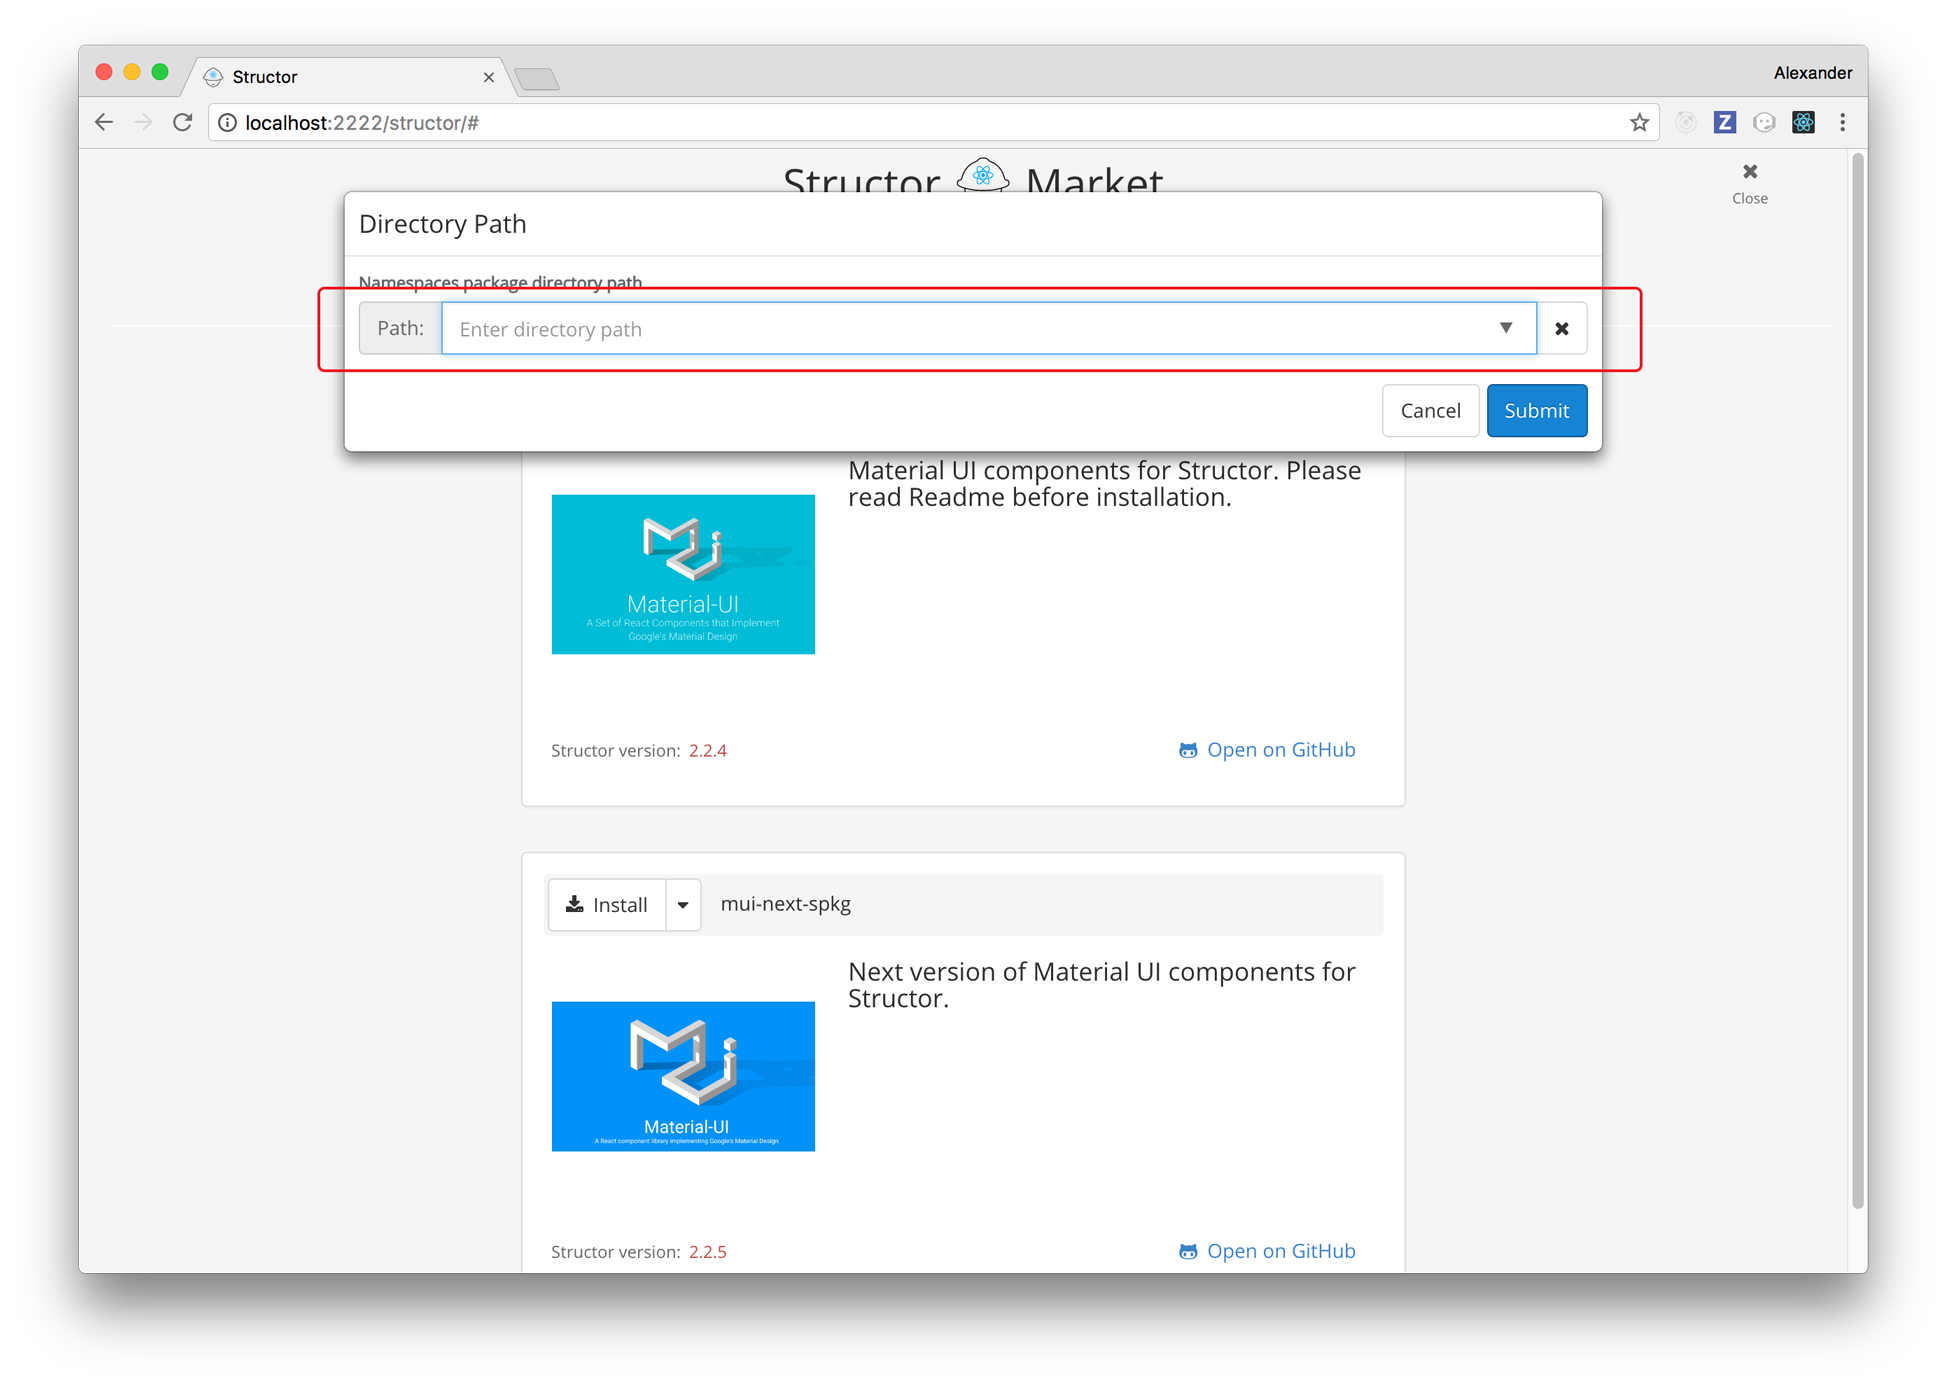 Structor
Alexander
localhost:2222/structor/#
Z
Structor Market
Close
Directory Path
Namespaces package directory path
Path:
Enter directory path
Cancel
Submit
Material UI components for Structor. Please
read Readme before installation.
Material-UI
A Set of React Components that Implement
Google's Material Design
Structor version: 2.2.4
Open on GitHub
Install
mui-next-spkg
Next version of Material UI components for
Structor.
Material-UI
A React component library implementing Google's Material Design
Structor version: 2.2.5
Open on GitHub